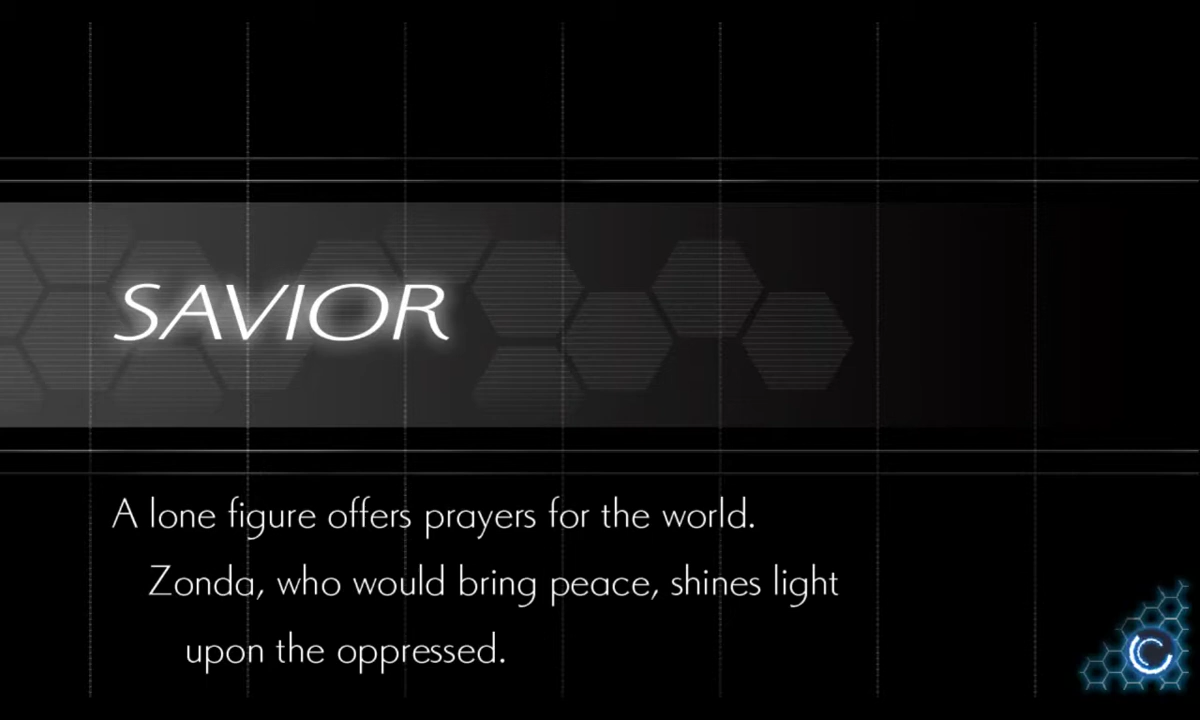 SAVIOR
A lone figure offers prayers for the world.
Zonda, who would bring peace, shines light
upon the oppressed.